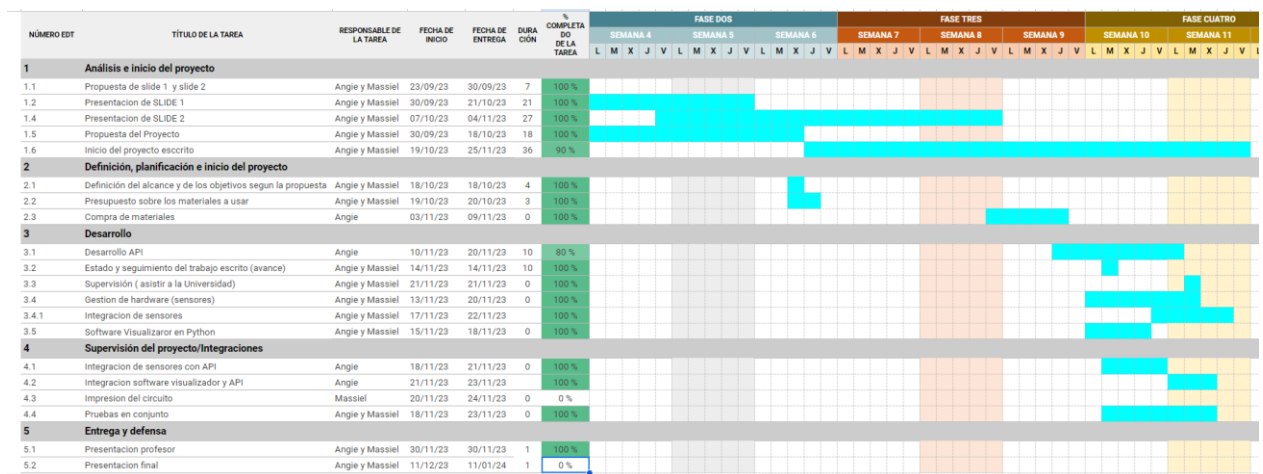 NÚMERO EDT TÍTULO DE LA TAREA RESPONSABLE DE LA TAREA FECHA DE INICIO FECHA DE ENTREGA DURA CIÓN % COMPLETA DO DE LA TAREA
FASE DOS FASE TRES FASE CUATRO
SEMANA 4 SEMANA 5 SEMANA 6 SEMANA 7 SEMANA 8 SEMANA 9 SEMANA 10 SEMANA 11
L M X J V L M X J V L M X J V L M X J V L M X J V L M X J V L M X J V L M X J V L
1 Análisis e inicio del proyecto
1.1 Propuesta de slide 1 y slide 2 Angie y Massiel 23/09/23 30/09/23 7 100 %
1.2 Presentacion de SLIDE 1 Angie y Massiel 30/09/23 21/10/23 21 100 %
1.4 Presentacion de SLIDE 2 Angie y Massiel 07/10/23 04/11/23 27 100 %
1.5 Propuesta del Proyecto Angie y Massiel 30/09/23 18/10/23 18 100 %
1.6 Inicio del proyecto esccrito Angie y Massiel 19/10/23 25/11/23 36 90 %
2 Definición, planificación e inicio del proyecto
2.1 Definición del alcance y de los objetivos segun la propuesta Angie y Massiel 18/10/23 18/10/23 4 100 %
2.2 Presupuesto sobre los materiales a usar Angie y Massiel 19/10/23 20/10/23 3 100 %
2.3 Compra de materiales Angie 03/11/23 09/11/23 0 100 %
3 Desarrollo
3.1 Desarrollo API Angie 10/11/23 20/11/23 10 80 %
3.2 Estado y seguimiento del trabajo escrito (avance) Angie y Massiel 14/11/23 14/11/23 10 100 %
3.3 Supervisión ( asistir a la Universidad) Angie y Massiel 21/11/23 21/11/23 0 100 %
3.4 Gestion de hardware (sensores) Angie y Massiel 13/11/23 20/11/23 0 100 %
3.4.1 Integracion de sensores Angie y Massiel 17/11/23 22/11/23 100 %
3.5 Software Visualizaror en Python Angie y Massiel 15/11/23 18/11/23 0 100 %
4 Supervisión del proyecto/Integraciones
4.1 Integracion de sensores con API Angie 18/11/23 21/11/23 0 100 %
4.2 Integracion software visualizador y API Angie 21/11/23 23/11/23 100 %
4.3 Impresion del circuito Massiel 20/11/23 24/11/23 0 0 %
4.4 Pruebas en conjunto Angie y Massiel 18/11/23 23/11/23 0 100 %
5 Entrega y defensa
5.1 Presentacion profesor Angie y Massiel 30/11/23 30/11/23 1 100 %
5.2 Presentacion final Angie y Massiel 11/12/23 11/01/24 1 0 %